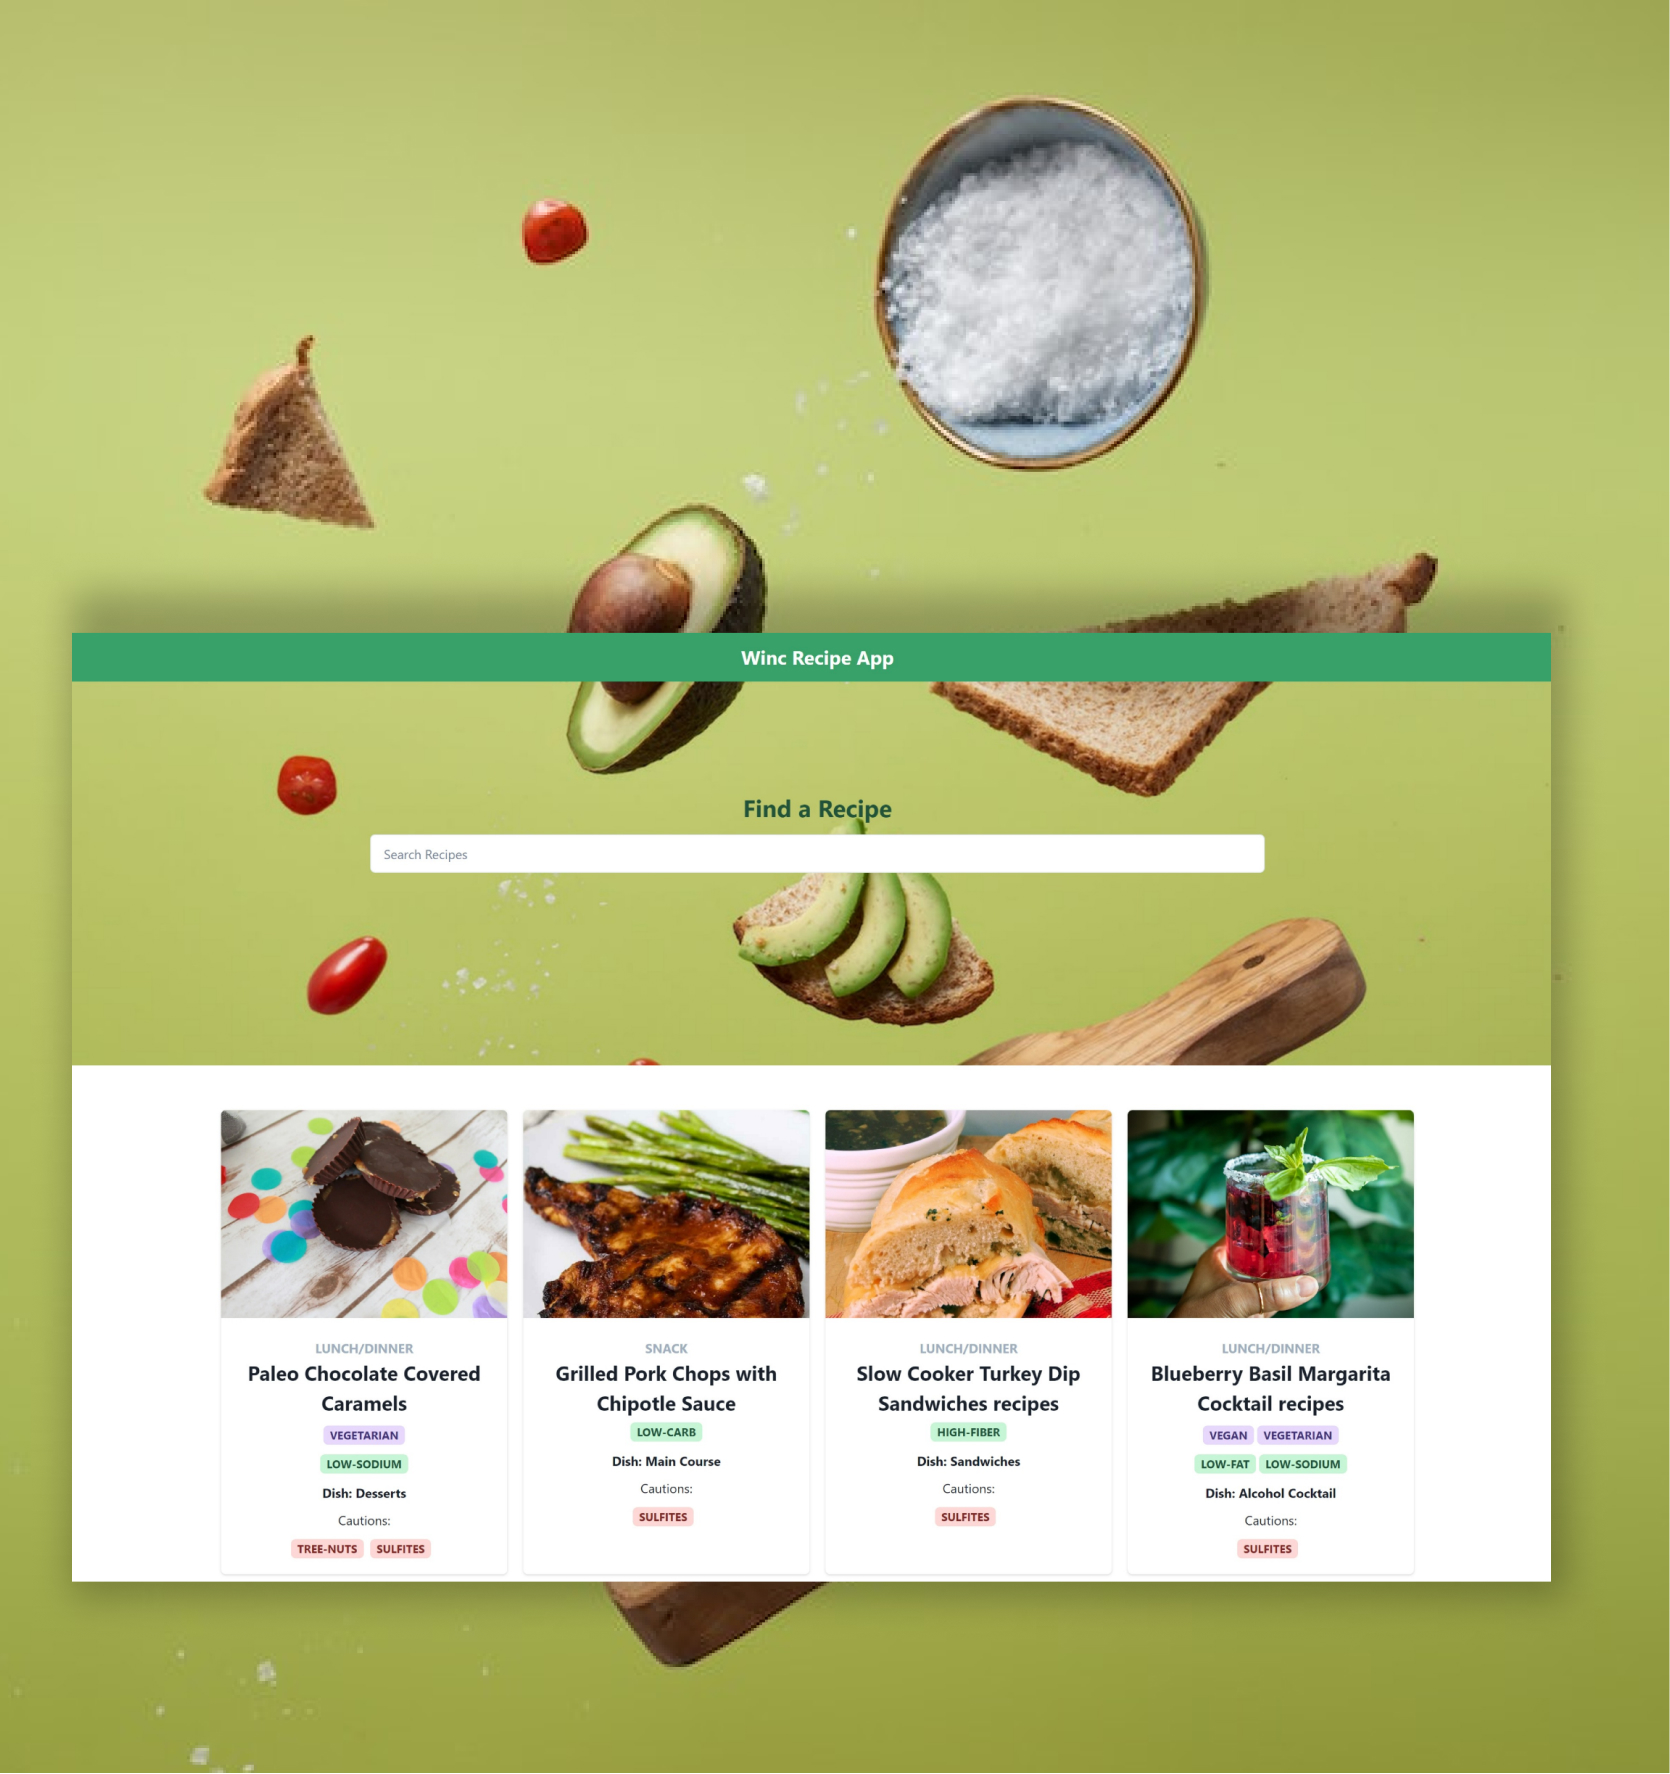 Winc Recipe App
Find a Recipe
Search Recipes
LUNCH/DINNER
Paleo Chocolate Covered
Caramels
VEGETARIAN
LOW-SODIUM
Dish: Desserts
Cautions:
TREE-NUTS SULFITES
SNACK
Grilled Pork Chops with
Chipotle Sauce
LOW-CARB
Dish: Main Course
Cautions:
SULFITES
LUNCH/DINNER
Slow Cooker Turkey Dip
Sandwiches recipes
HIGH-FIBER
Dish: Sandwiches
Cautions:
SULFITES
LUNCH/DINNER
Blueberry Basil Margarita
Cocktail recipes
VEGAN VEGETARIAN
LOW-FAT LOW-SODIUM
Dish: Alcohol Cocktail
Cautions:
SULFITES